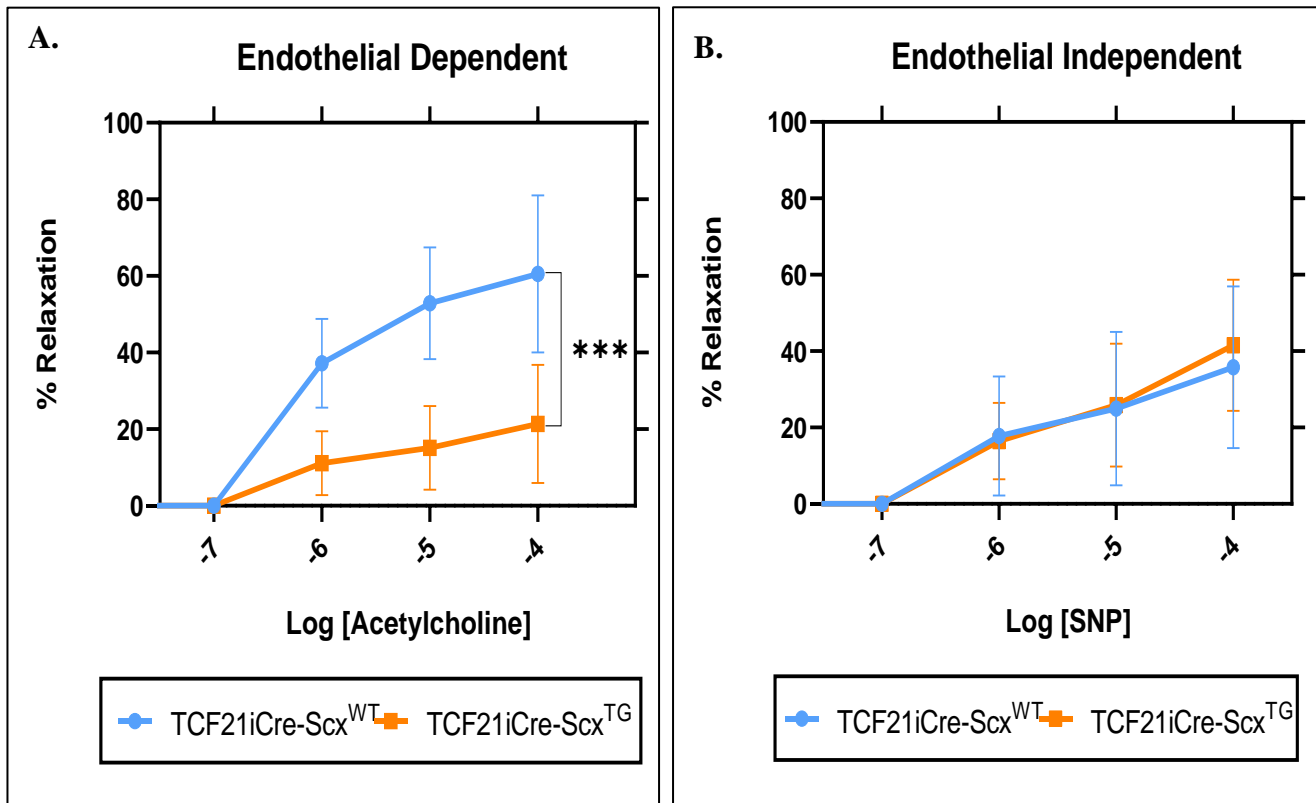 A.
Endothelial Dependent
100
80
60
40
20
0
% Relaxation
***
-7
-6
-5
-4
Log [Acetylcholine]
TCF21iCre-Scx^WT TCF21iCre-Scx^TG
B.
Endothelial Independent
100
80
60
40
20
0
% Relaxation
-7
-6
-5
-4
Log [SNP]
TCF21iCre-Scx^WT TCF21iCre-Scx^TG